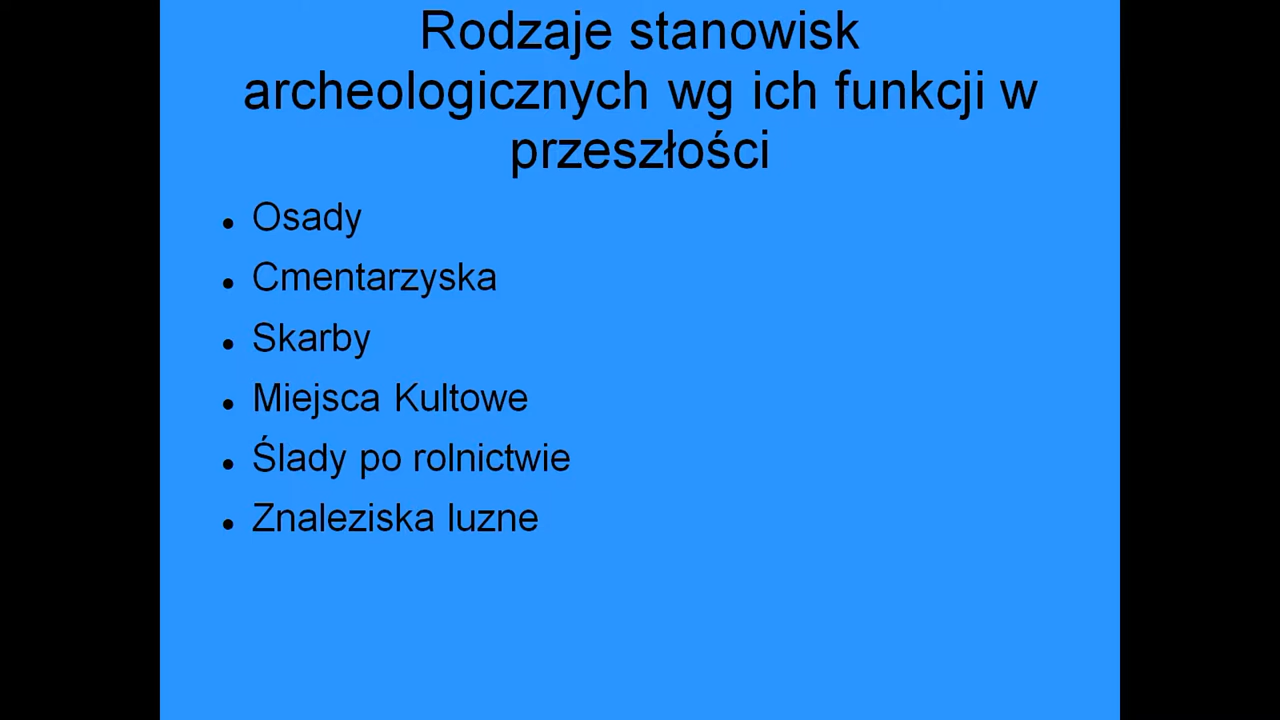 Rodzaje stanowisk
archeologicznych wg ich funkcji w
przeszłości
• Osady
• Cmentarzyska
• Skarby
• Miejsca Kultowe
• Ślady po rolnictwie
• Znaleziska luzne